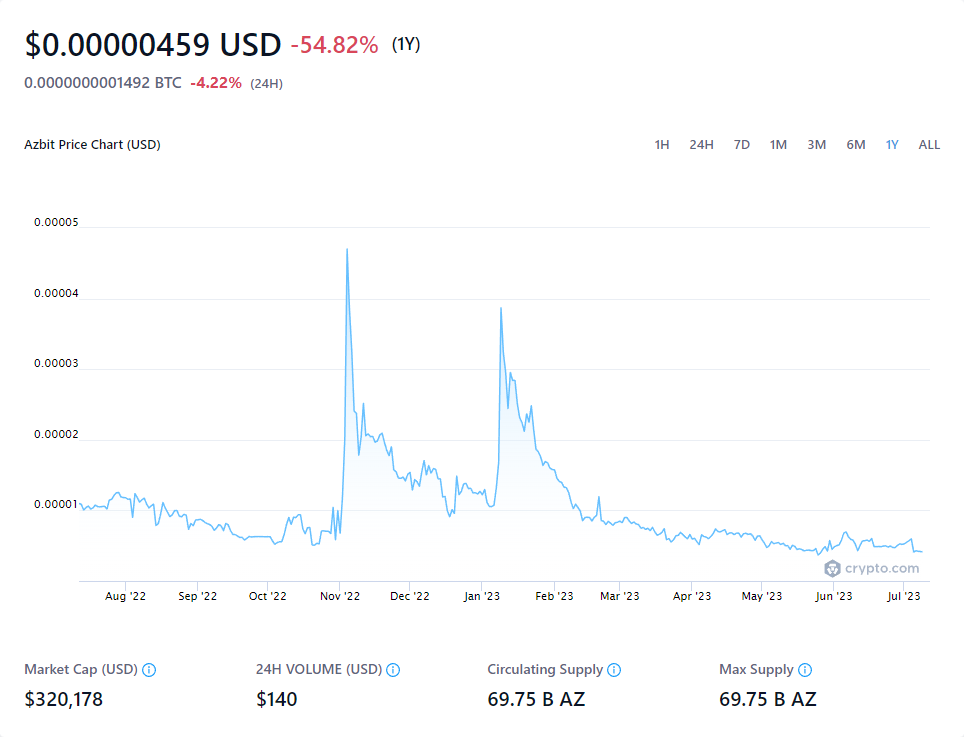 $0.00000459 USD -54.82% (1Y)
0.0000000001492 BTC -4.22% (24H)
Azbit Price Chart (USD) 1H 24H 7D 1M 3M 6M 1Y ALL
0.00005
0.00004
0.00003
0.00002
0.00001
crypto.com
Aug '22 Sep '22 Oct '22 Nov '22 Dec '22 Jan '23 Feb '23 Mar '23 Apr '23 May '23 Jun '23 Jul '23
Market Cap (USD) 24H VOLUME (USD) Circulating Supply Max Supply
$320,178 $140 69.75 B AZ 69.75 B AZ